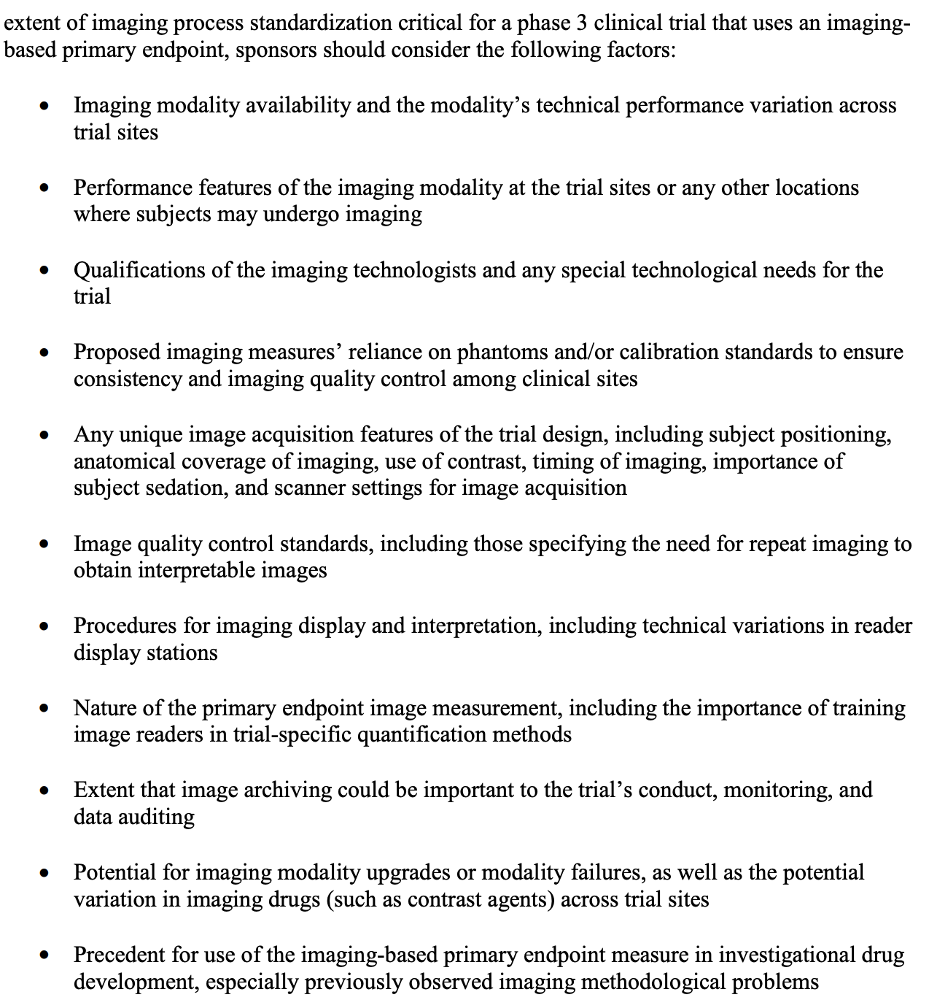 extent of imaging process standardization critical for a phase 3 clinical trial that uses an imaging-
based primary endpoint, sponsors should consider the following factors:
• Imaging modality availability and the modality’s technical performance variation across
trial sites
• Performance features of the imaging modality at the trial sites or any other locations
where subjects may undergo imaging
• Qualifications of the imaging technologists and any special technological needs for the
trial
• Proposed imaging measures’ reliance on phantoms and/or calibration standards to ensure
consistency and imaging quality control among clinical sites
• Any unique image acquisition features of the trial design, including subject positioning,
anatomical coverage of imaging, use of contrast, timing of imaging, importance of
subject sedation, and scanner settings for image acquisition
• Image quality control standards, including those specifying the need for repeat imaging to
obtain interpretable images
• Procedures for imaging display and interpretation, including technical variations in reader
display stations
• Nature of the primary endpoint image measurement, including the importance of training
image readers in trial-specific quantification methods
• Extent that image archiving could be important to the trial’s conduct, monitoring, and
data auditing
• Potential for imaging modality upgrades or modality failures, as well as the potential
variation in imaging drugs (such as contrast agents) across trial sites
• Precedent for use of the imaging-based primary endpoint measure in investigational drug
development, especially previously observed imaging methodological problems